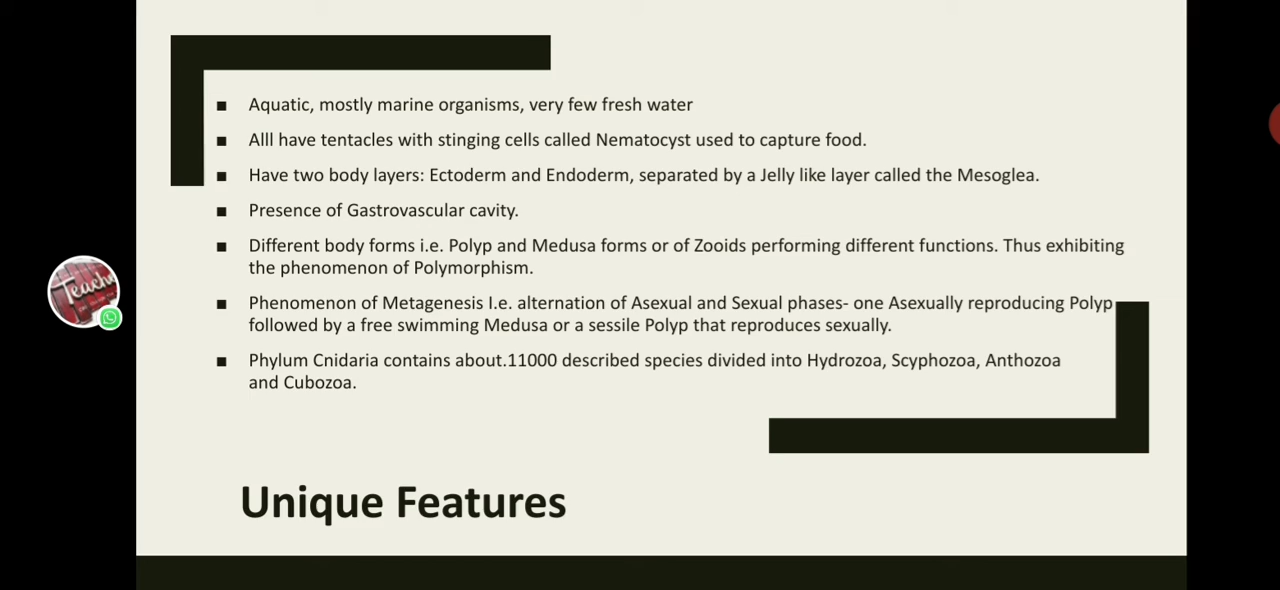 ■ Aquatic, mostly marine organisms, very few fresh water
■ Alll have tentacles with stinging cells called Nematocyst used to capture food.
■ Have two body layers: Ectoderm and Endoderm, separated by a Jelly like layer called the Mesoglea.
■ Presence of Gastrovascular cavity.
■ Different body forms i.e. Polyp and Medusa forms or of Zooids performing different functions. Thus exhibiting
the phenomenon of Polymorphism.
■ Phenomenon of Metagenesis I.e. alternation of Asexual and Sexual phases- one Asexually reproducing Polyp
followed by a free swimming Medusa or a sessile Polyp that reproduces sexually.
■ Phylum Cnidaria contains about.11000 described species divided into Hydrozoa, Scyphozoa, Anthozoa
and Cubozoa.
Unique Features